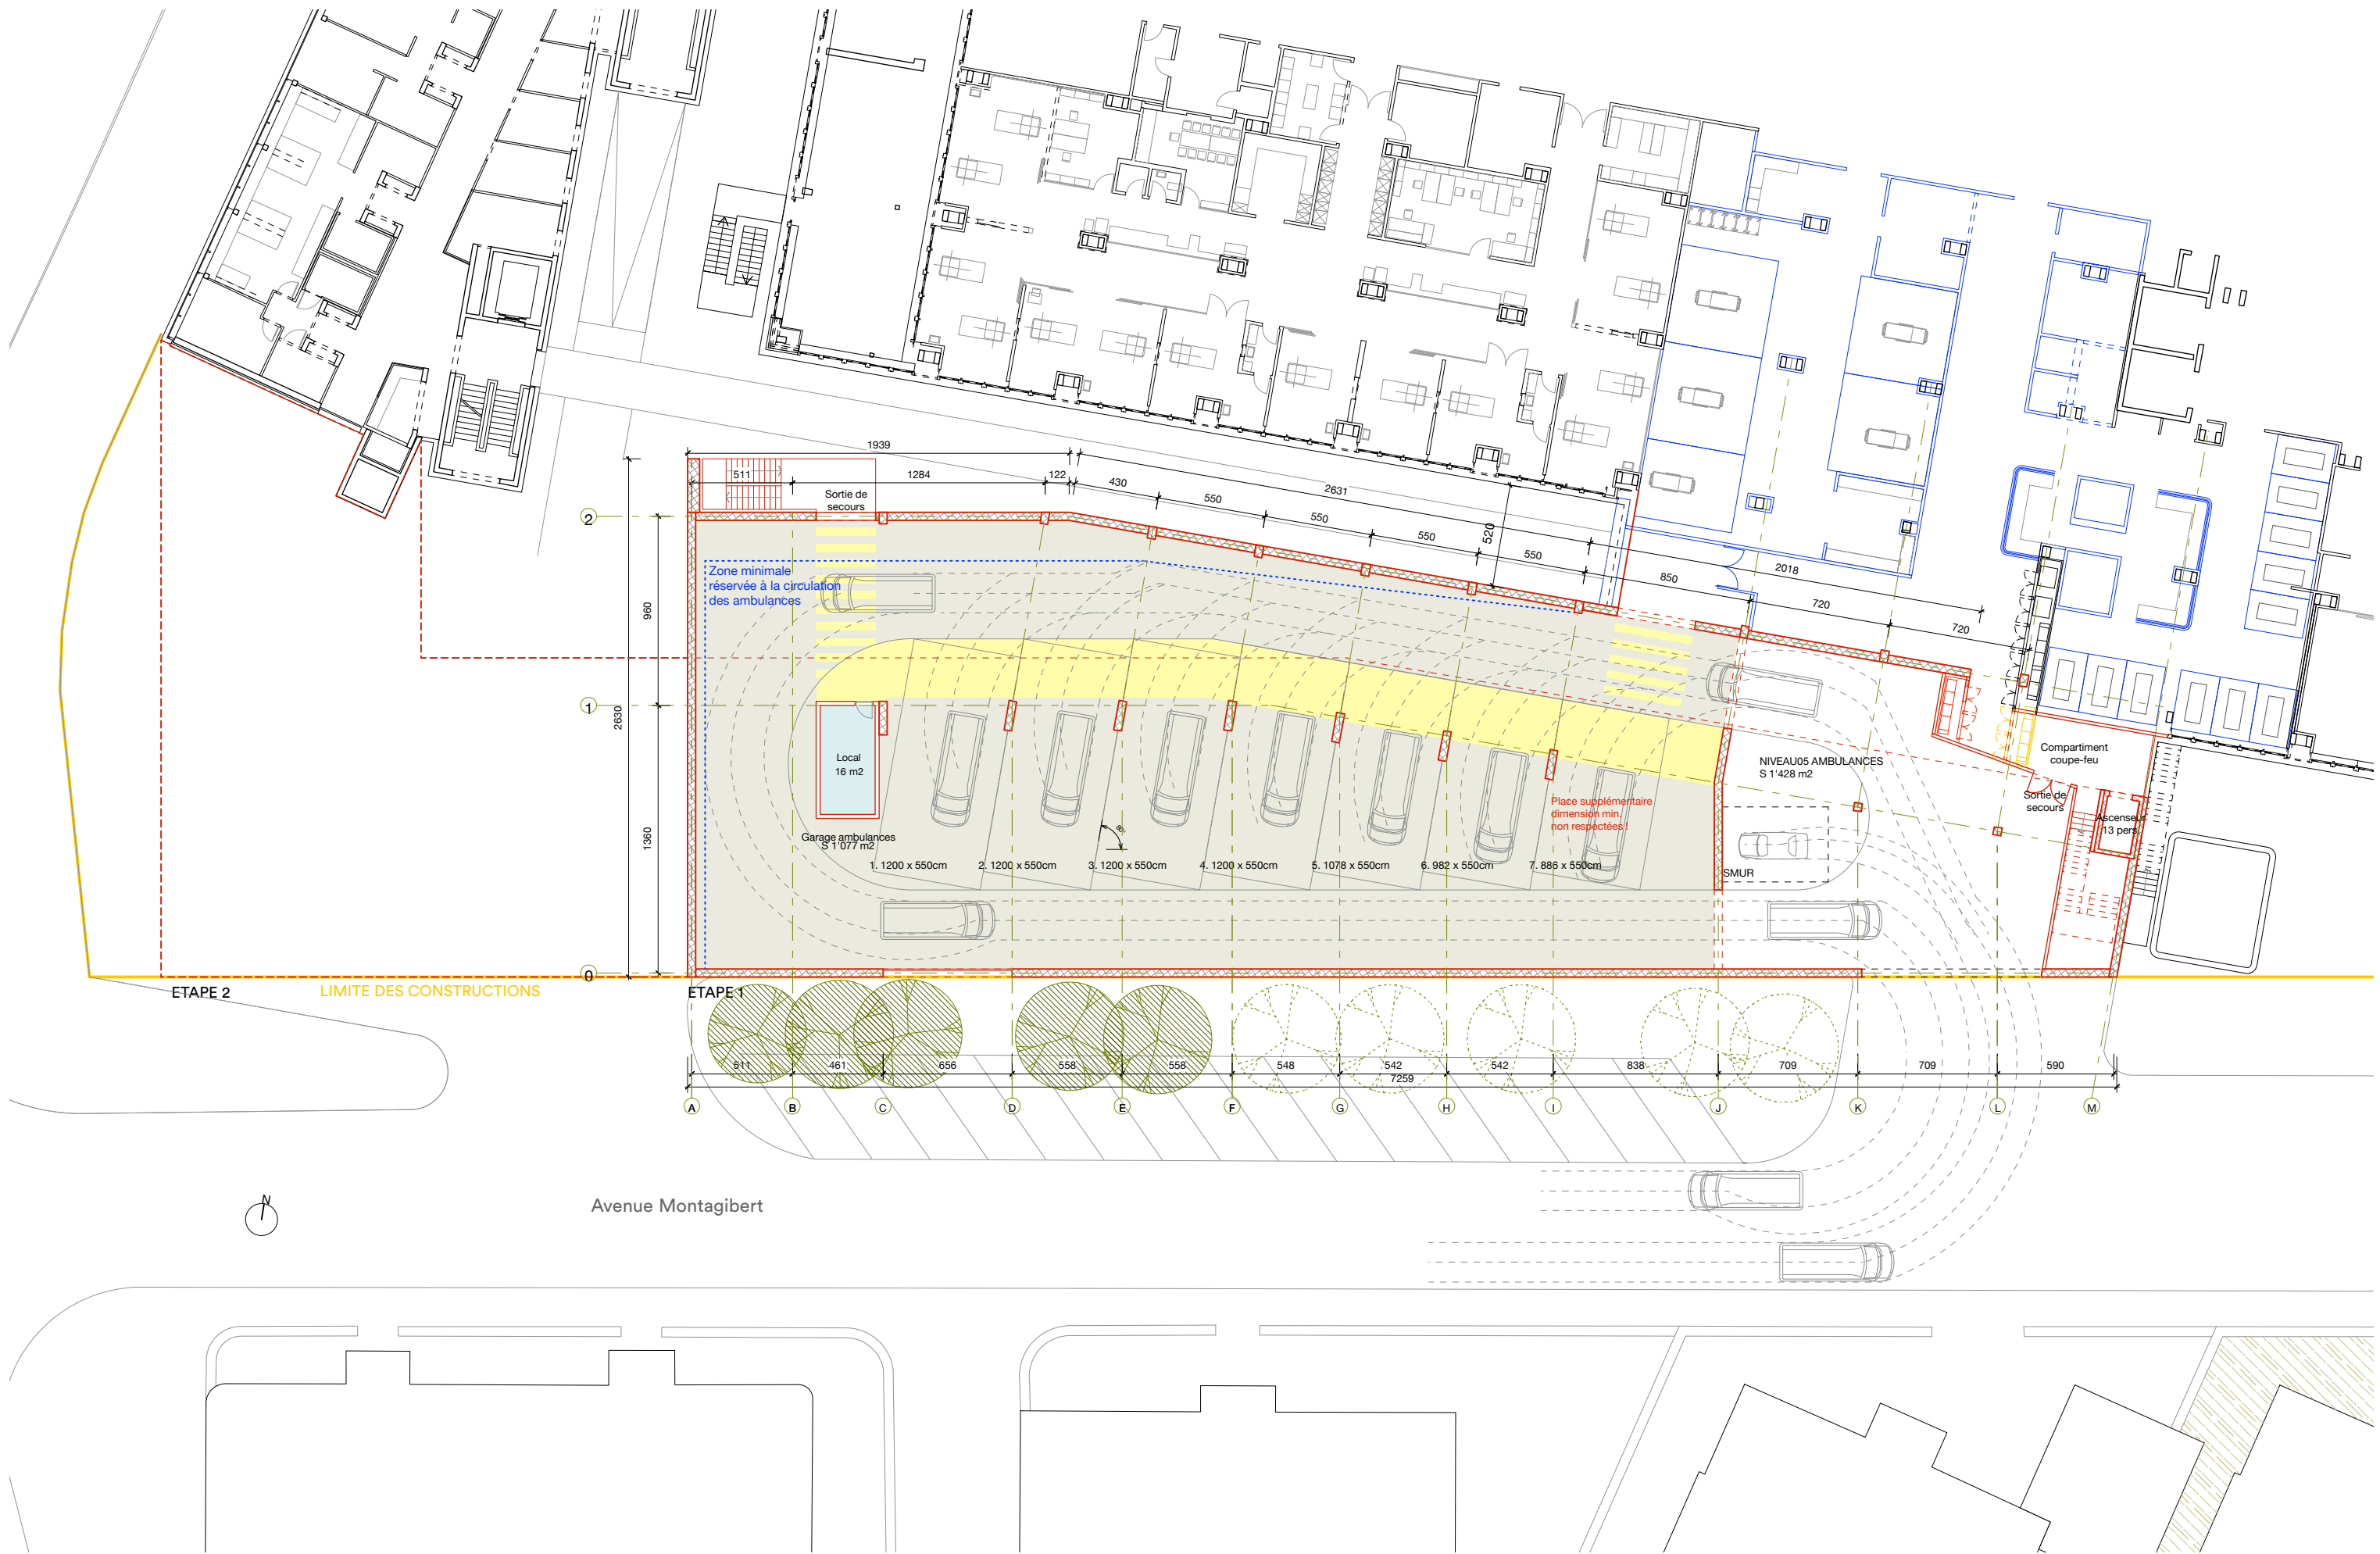 1939
511
1284
122
430
550
550
550
550
2631
520
850
2018
720
720
Sortie de
secours
2
Zone minimale
réservée à la circulation
des ambulances
960
1
2630
1360
0
Local
16 m2
Garage ambulances
S 1'077 m2
80°
1. 1200 x 550cm
2. 1200 x 550cm
3. 1200 x 550cm
4. 1200 x 550cm
5. 1078 x 550cm
6. 982 x 550cm
7. 886 x 550cm
Place supplémentaire
dimension min.
non respectées !
NIVEAU05 AMBULANCES
S 1'428 m2
SMUR
Compartiment
coupe-feu
Sortie de
secours
Ascenseur
13 pers.
ETAPE 2
LIMITE DES CONSTRUCTIONS
ETAPE 1
511
461
656
558
558
548
542
542
838
709
709
590
7259
A
B
C
D
E
F
G
H
I
J
K
L
M
N
Avenue Montagibert